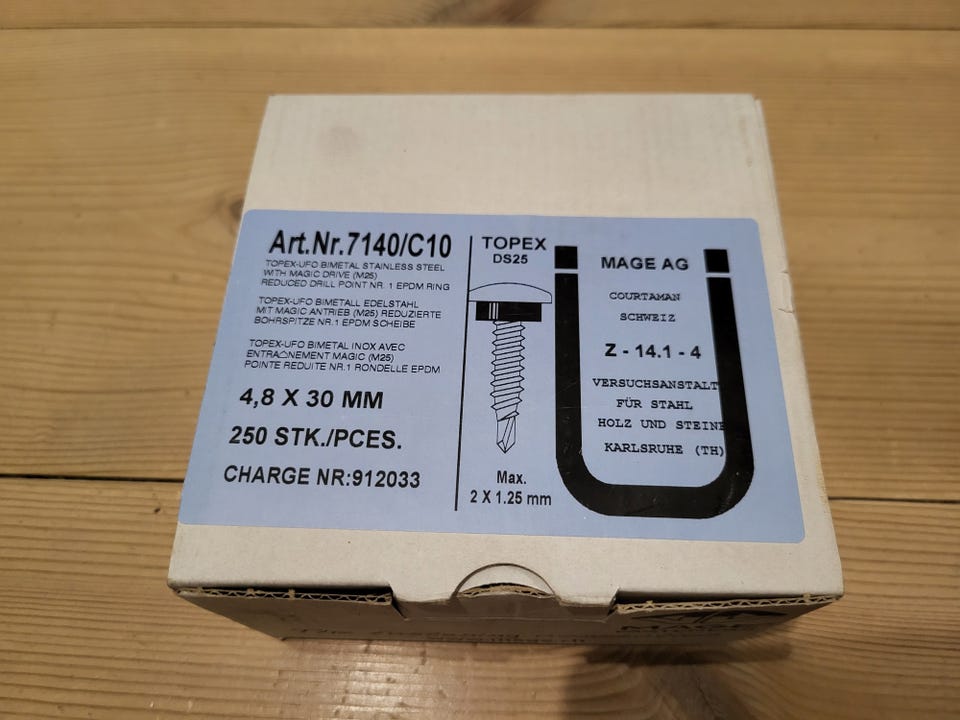 Art.Nr.7140/C10
TOPEX-UFO BIMETAL STAINLESS STEEL
WITH MAGIC DRIVE (M25)
REDUCED DRILL POINT NR. 1 EPDM RING
TOPEX-UFO BIMETALL EDELSTAHL
MIT MAGIC ANTRIEB (M25) REDUZIERTE
BOHRSPITZE NR.1 EPDM SCHEIBE
TOPEX-UFO BIMETAL INOX AVEC
ENTRA△NEMENT MAGIC (M25)
POINTE REDUITE NR.1 RONDELLE EPDM
4,8 X 30 MM
250 STK./PCES.
CHARGE NR:912033
TOPEX
DS25
Max.
2 X 1.25 mm
MAGE AG
COURTAMAN
SCHWEIZ
Z - 14.1 - 4
VERSUCHSANSTALT
FÜR STAHL
HOLZ UND STEINE
KARLSRUHE (TH)